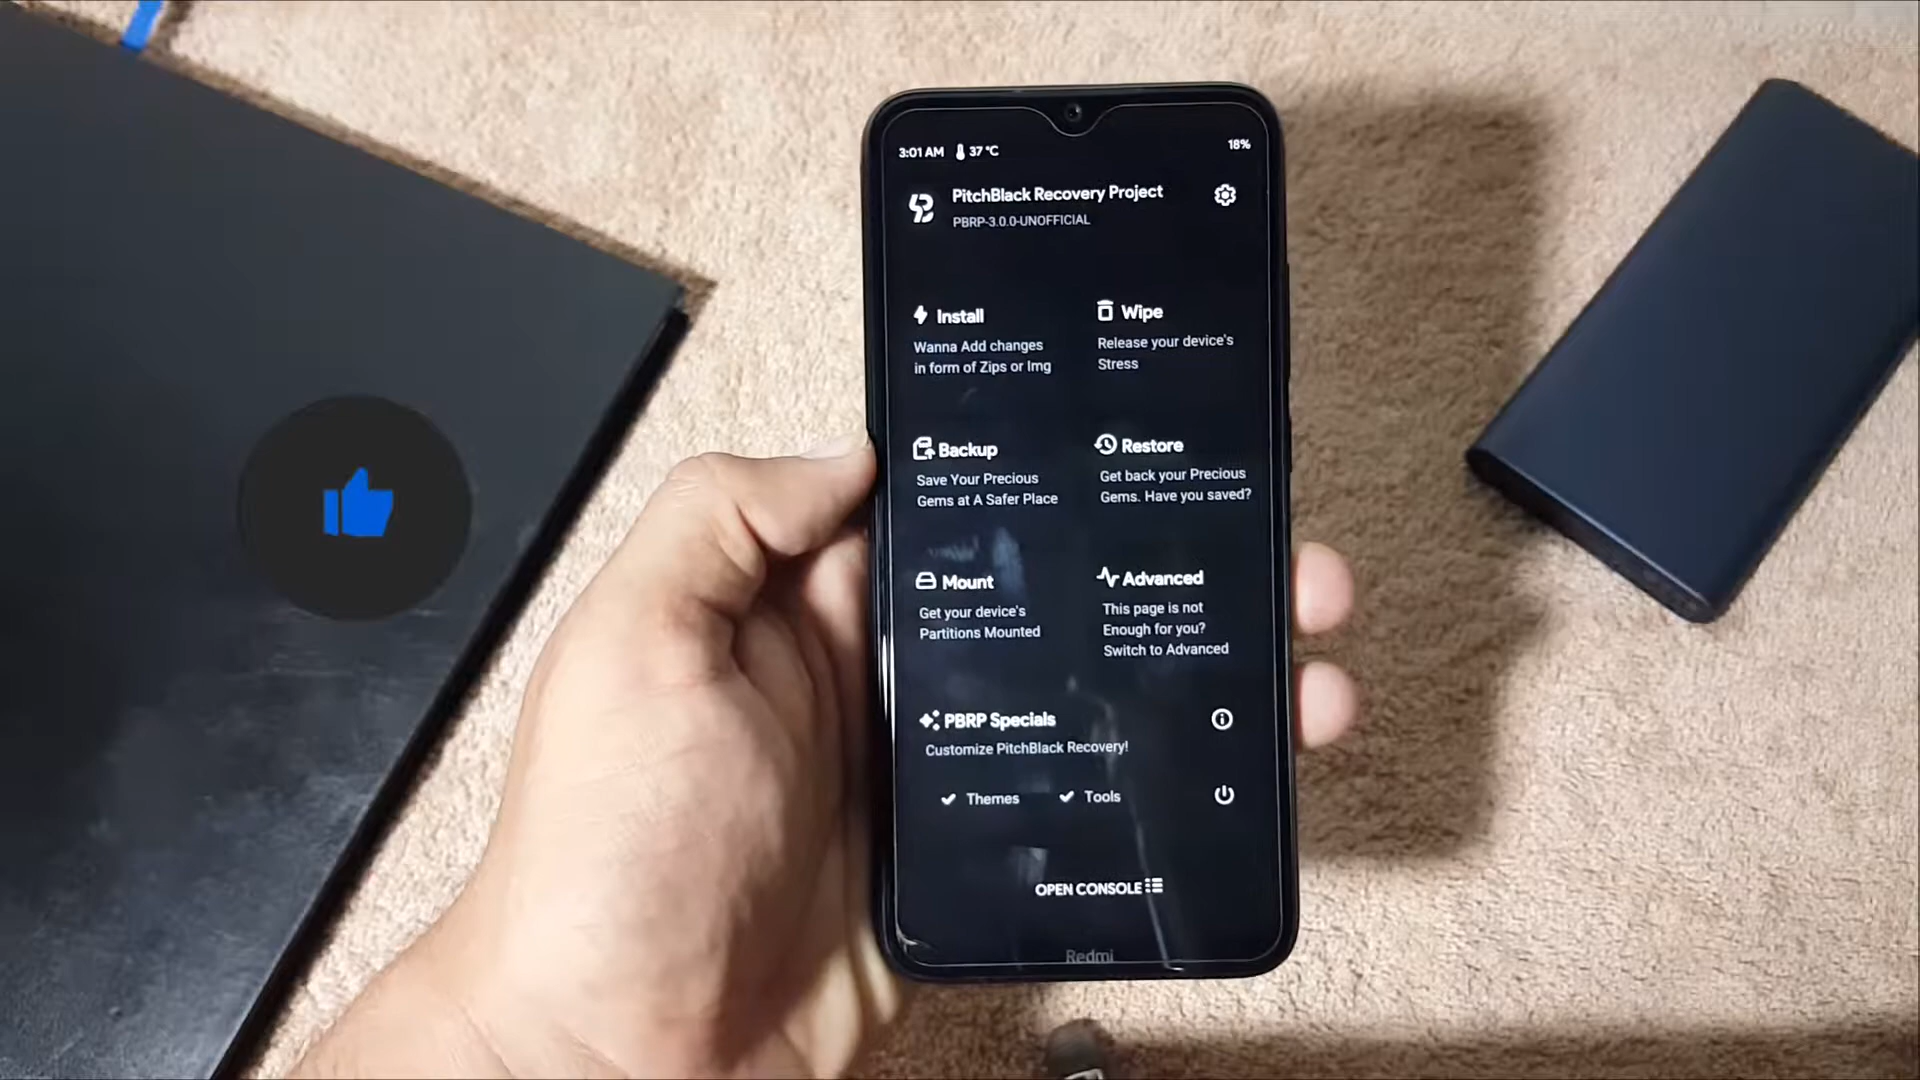 3:01 AM 37 °C 18%
PitchBlack Recovery Project
PBRP-3.0.0-UNOFFICIAL
Install
Wanna Add changes
in form of Zips or Img
Wipe
Release your device's
Stress
Backup
Save Your Precious
Gems at A Safer Place
Restore
Get back your Precious
Gems. Have you saved?
Mount
Get your device's
Partitions Mounted
Advanced
This page is not
Enough for you?
Switch to Advanced
PBRP Specials
Customize PitchBlack Recovery!
Themes
Tools
OPEN CONSOLE
Redmi